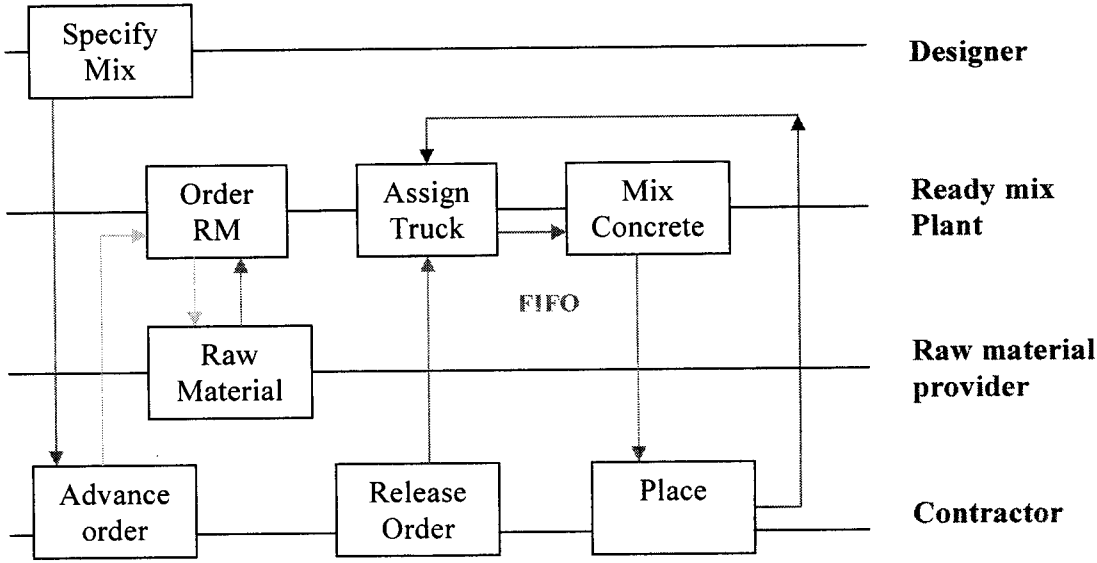 Specify
Mix
Designer
Order
RM
Assign
Truck
Mix
Concrete
Ready mix
Plant
FIFO
Raw
Material
Raw material
provider
Advance
order
Release
Order
Place
Contractor